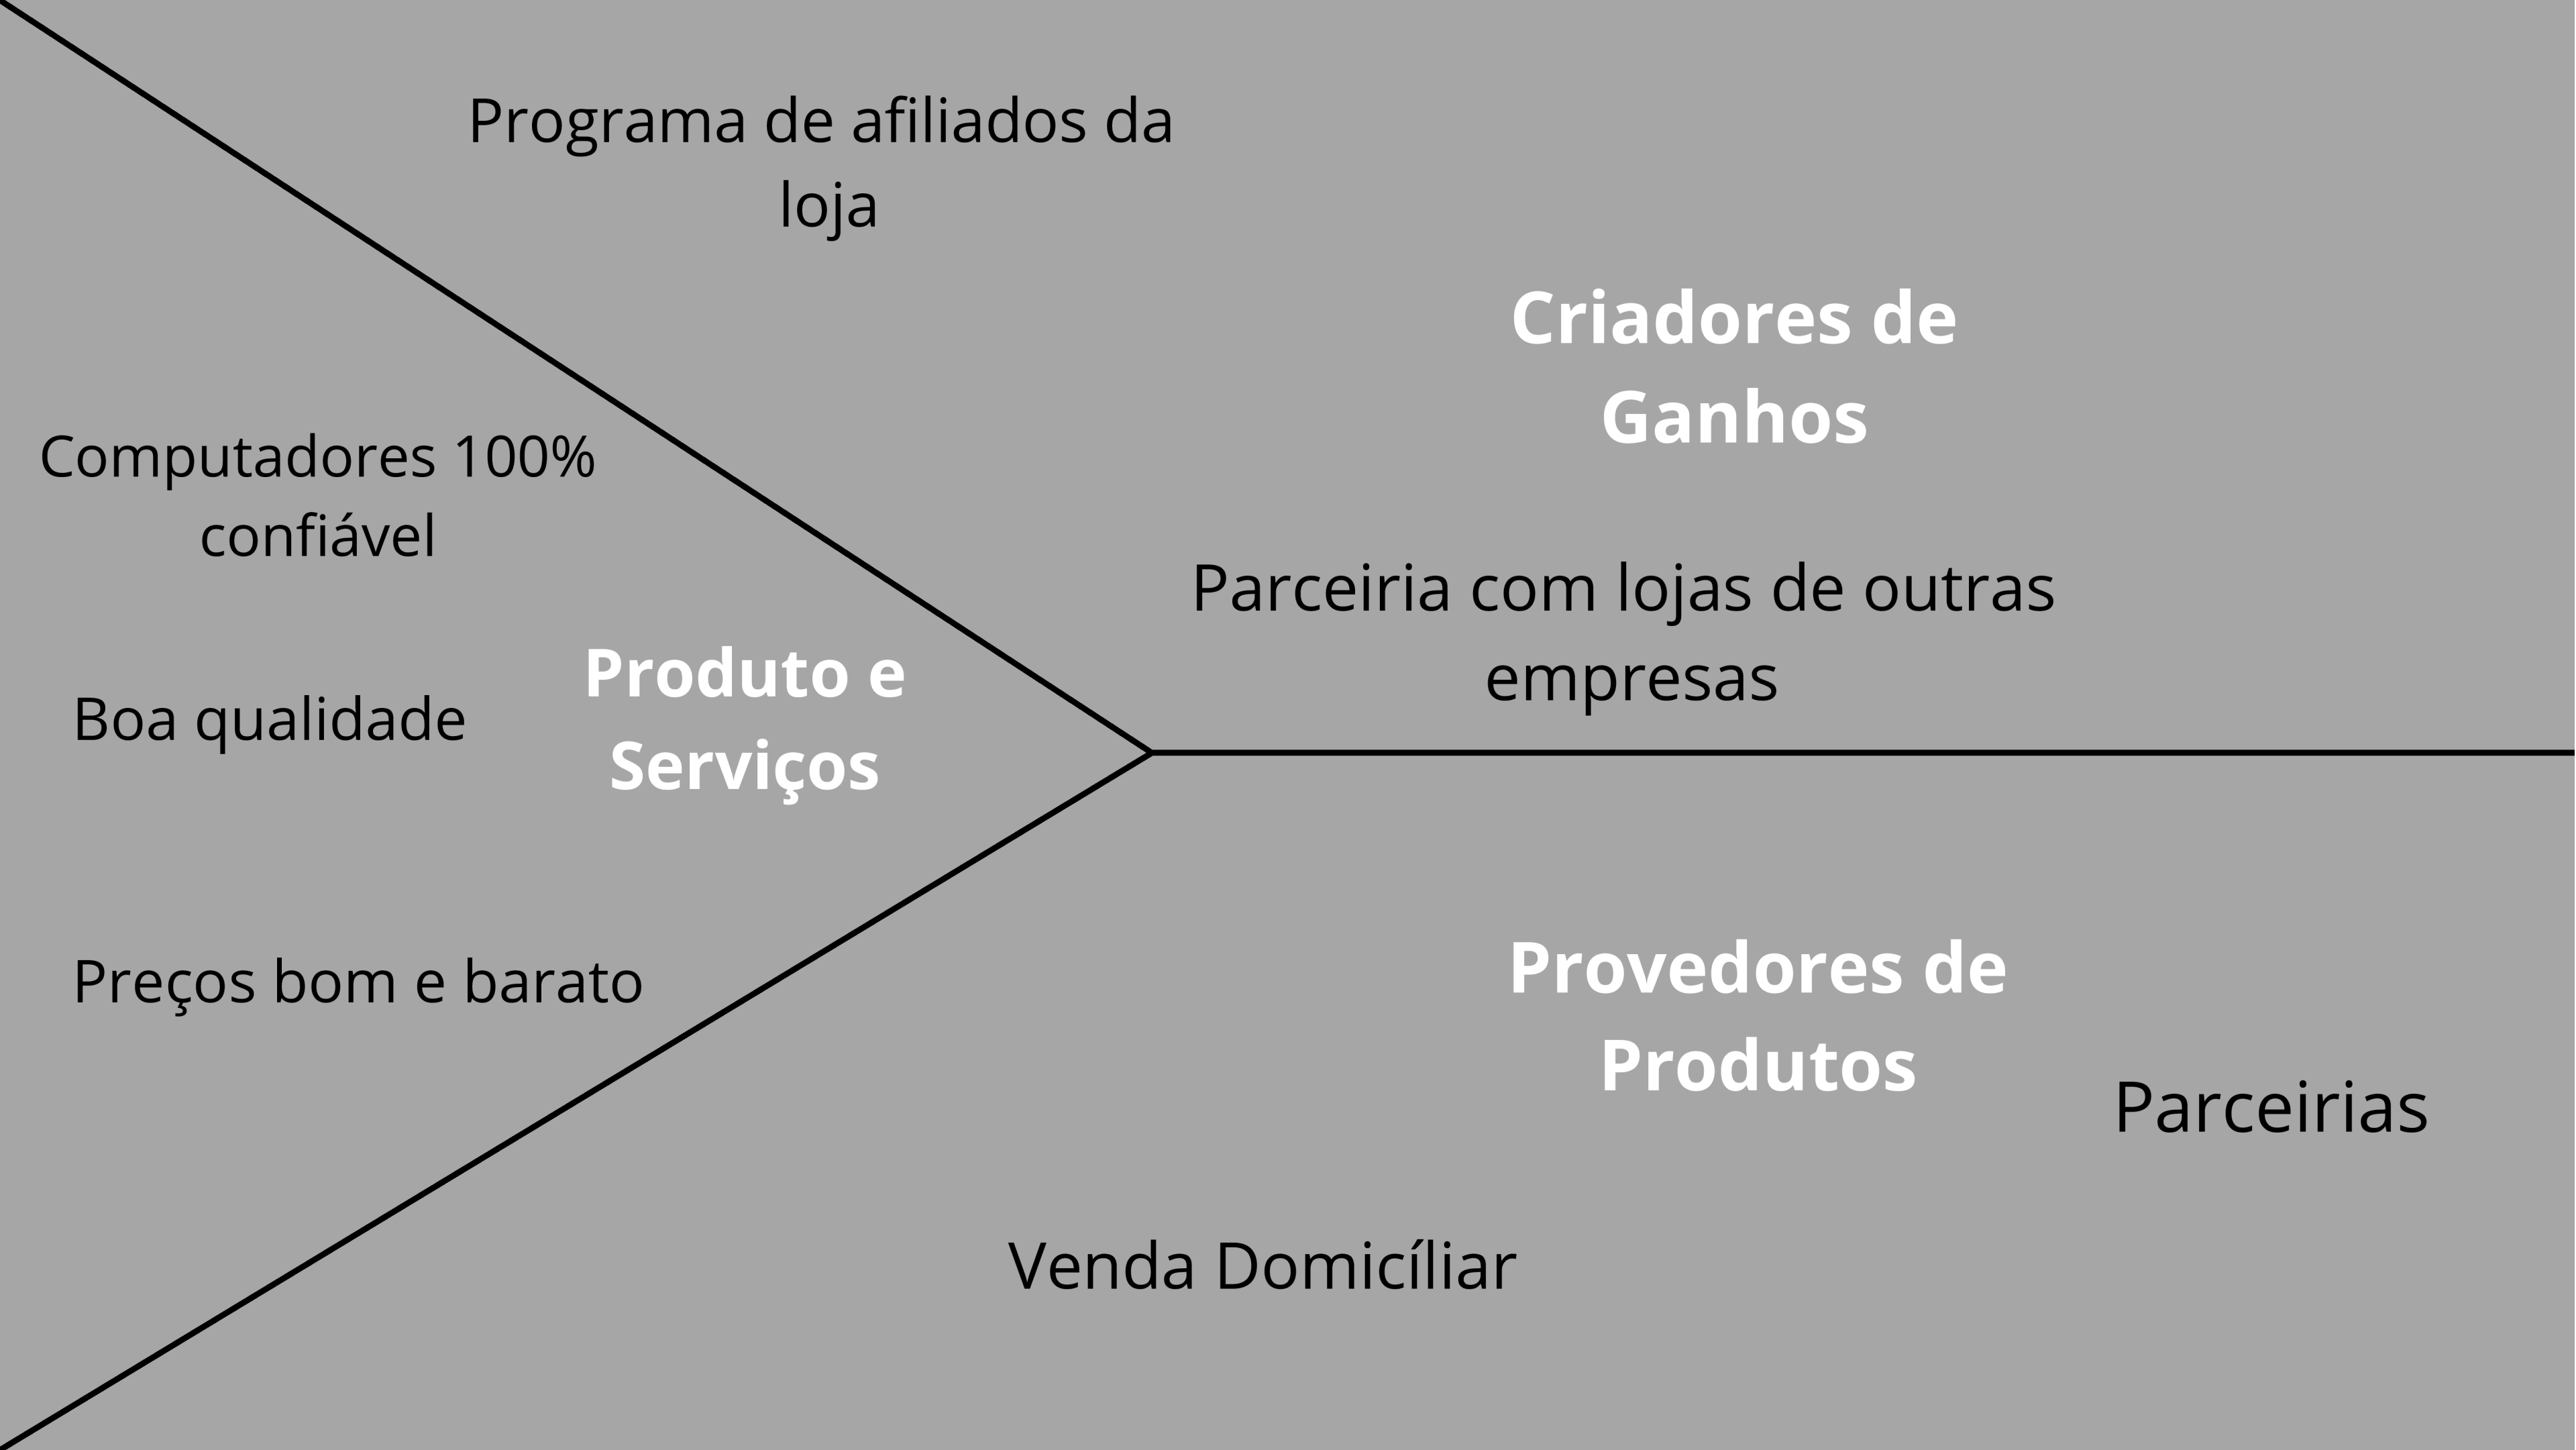 Programa de afiliados da
loja
Criadores de
Ganhos
Parceiria com lojas de outras
empresas
Computadores 100%
confiável
Boa qualidade
Produto e
Serviços
Preços bom e barato
Provedores de
Produtos
Parceirias
Venda Domicíliar